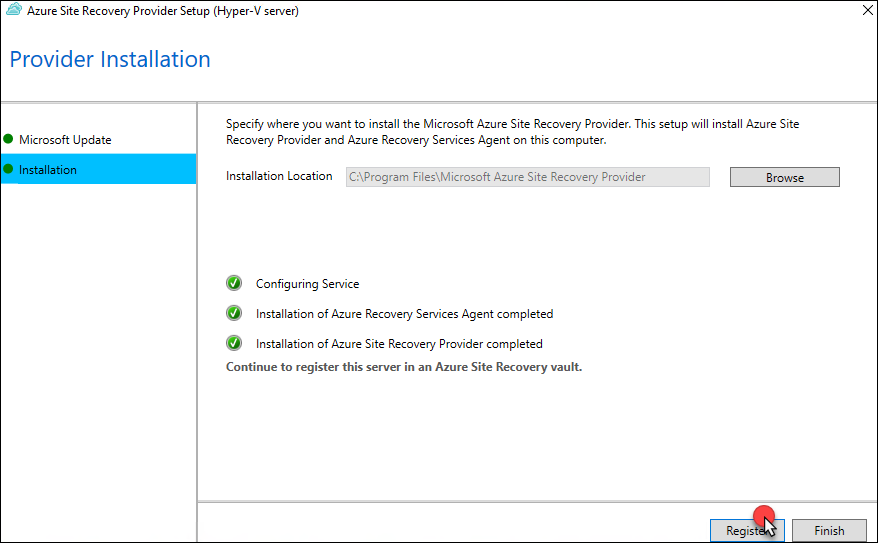 Azure Site Recovery Provider Setup (Hyper-V server)
Provider Installation
Microsoft Update
Installation
Specify where you want to install the Microsoft Azure Site Recovery Provider. This setup will install Azure Site
Recovery Provider and Azure Recovery Services Agent on this computer.
Installation Location
C:\Program Files\Microsoft Azure Site Recovery Provider
Browse
Configuring Service
Installation of Azure Recovery Services Agent completed
Installation of Azure Site Recovery Provider completed
Continue to register this server in an Azure Site Recovery vault.
Register
Finish